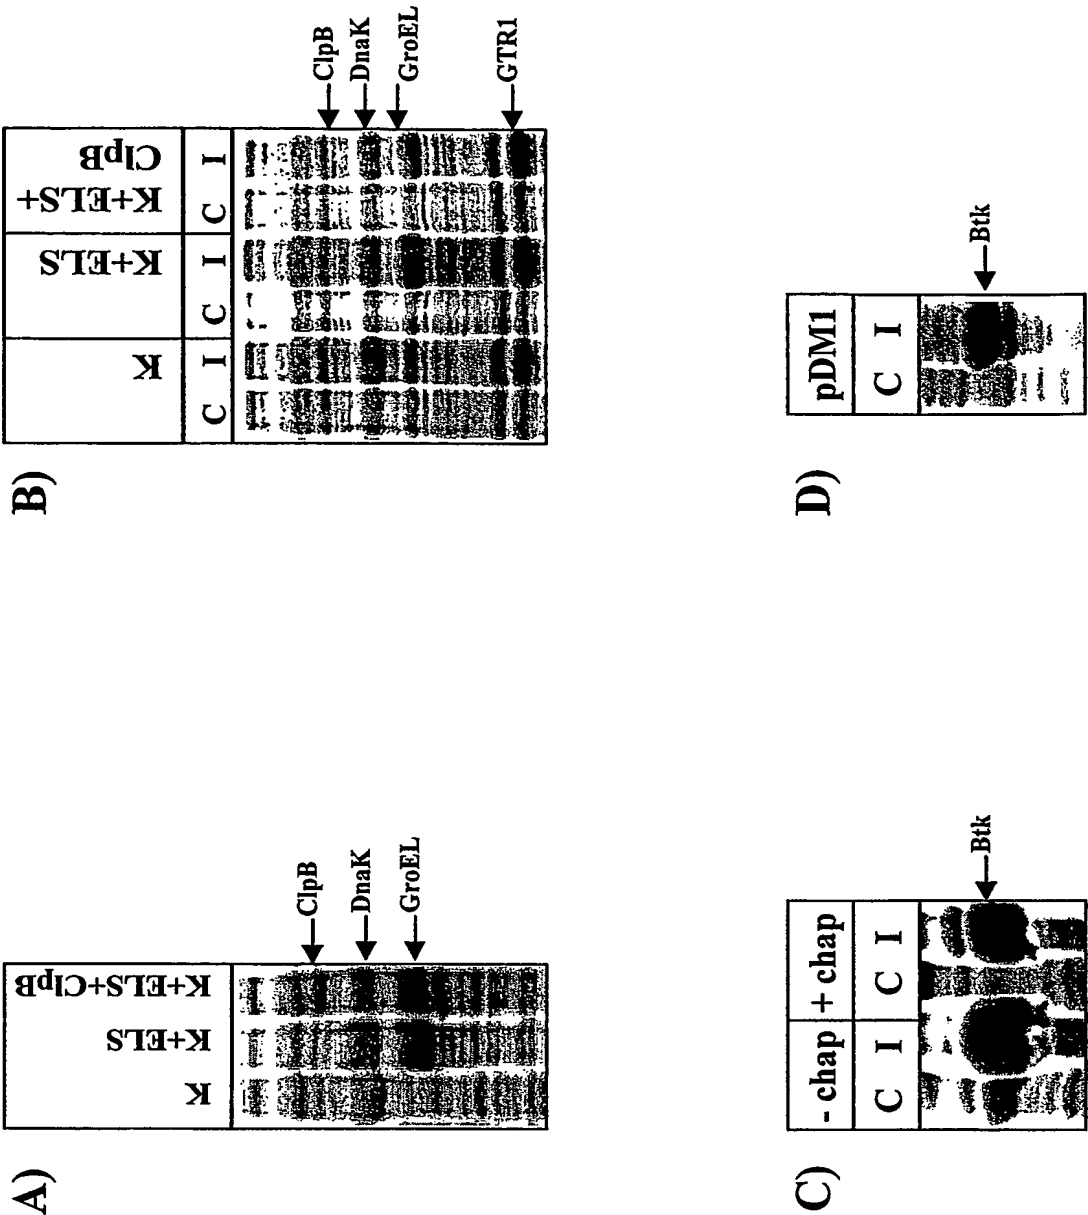 A)
K
K+ELS
K+ELS+ClpB
ClpB
DnaK
GroEL
B)
K
K+ELS
K+ELS+
ClpB
C I C I C I
ClpB
DnaK
GroEL
GTR1
C)
- chap + chap
C I C I
Btk
D)
pDM1
C I
Btk